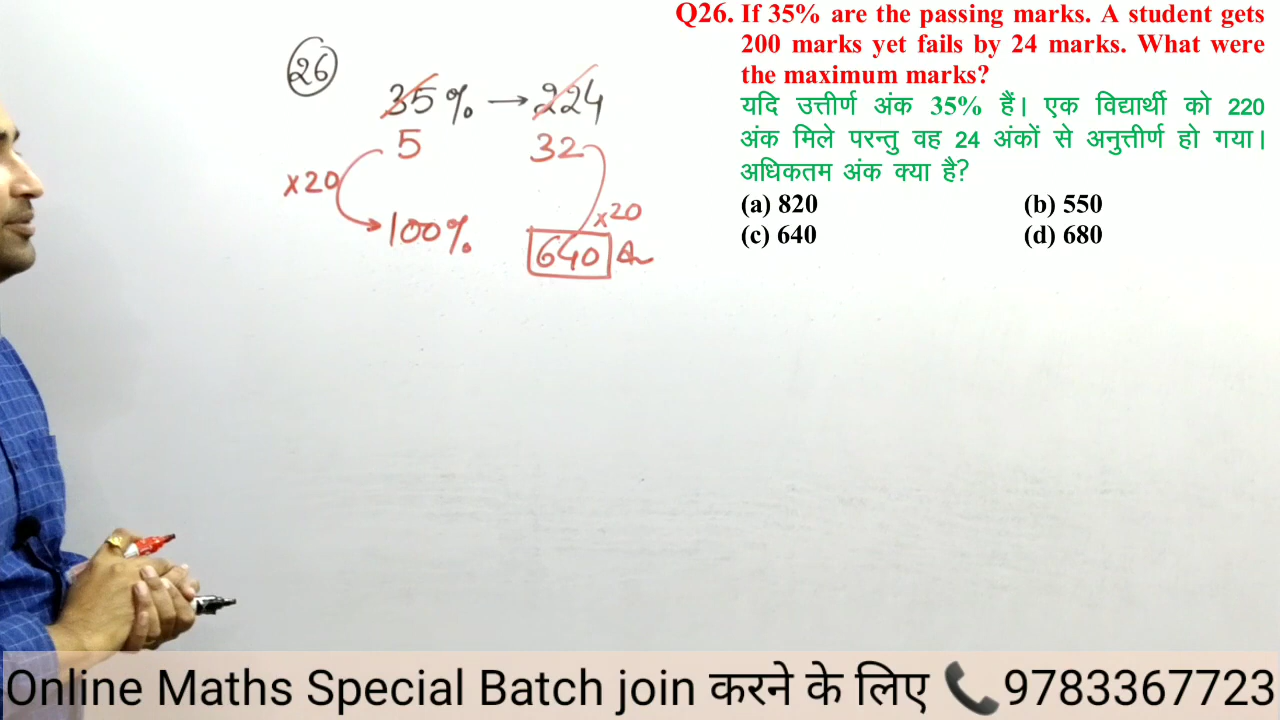 Q26. If 35% are the passing marks. A student gets
200 marks yet fails by 24 marks. What were
the maximum marks?
यदि उत्तीर्ण अंक 35% हैं। एक विद्यार्थी को 220
अंक मिले परन्तु वह 24 अंकों से अनुत्तीर्ण हो गया।
अधिकतम अंक क्या है?
(a) 820 (b) 550
(c) 640 (d) 680
26
35% → 224
5 32
×20 ×20
100% 640
Online Maths Special Batch join करने के लिए 📞9783367723